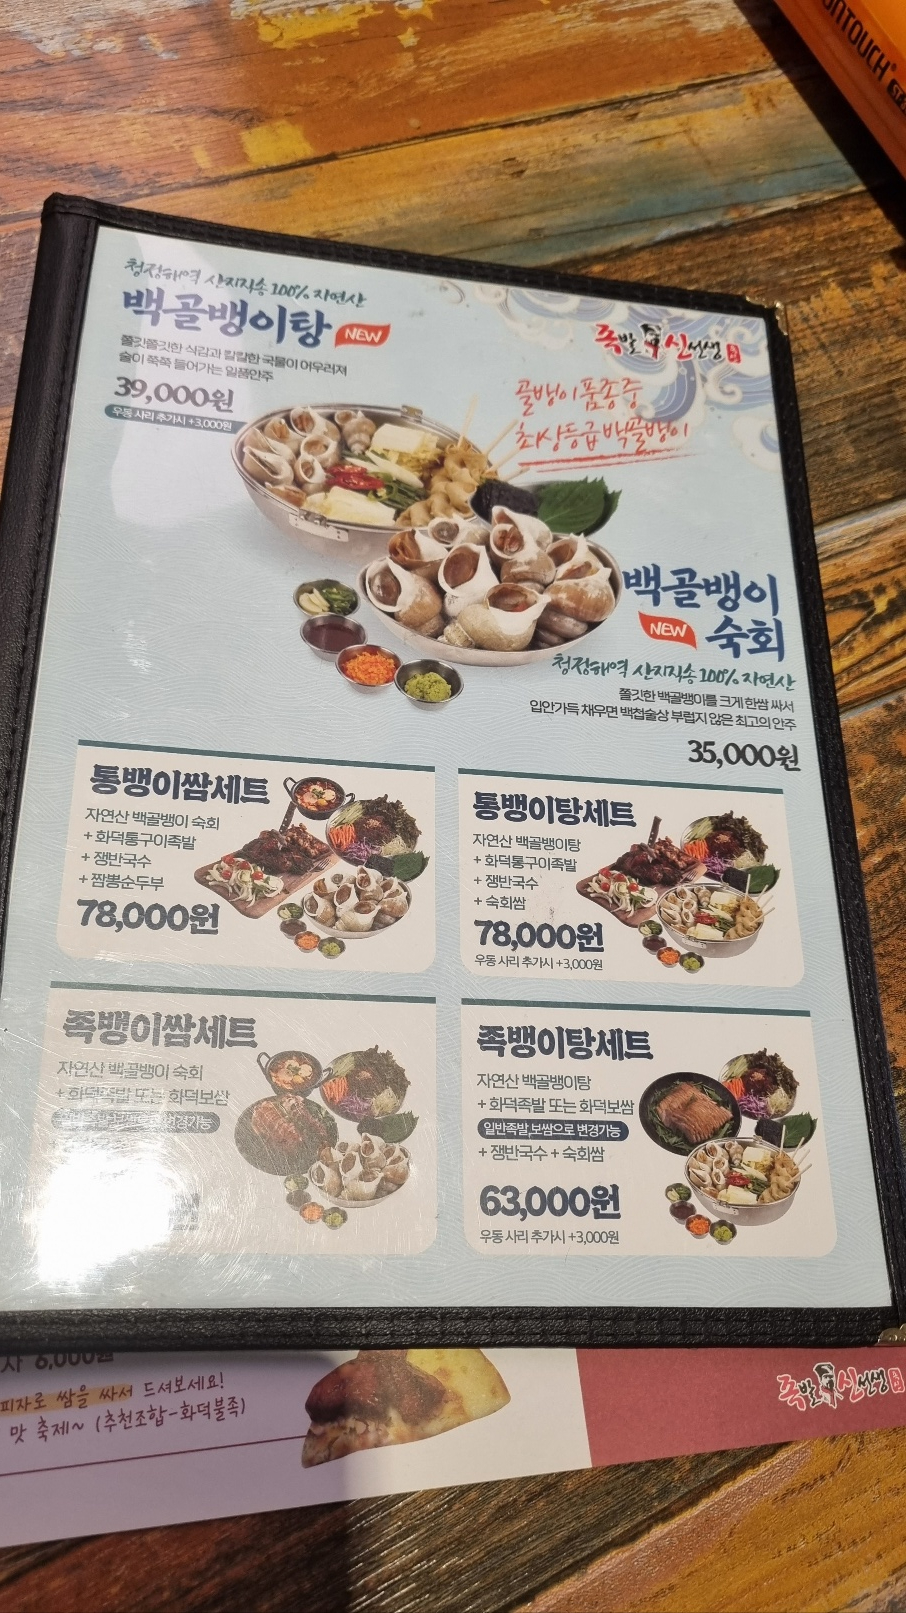 ONTOUCH
청정해역 산지직송 100% 자연산
백골뱅이탕 NEW
쫄깃쫄깃한 식감과 칼칼한 국물이 어우러져
술이 쭉쭉 들어가는 일품안주
39,000원
우동 사리 추가시 +3,000원
족발 신선생
골뱅이품종중
최상등급 백골뱅이
백골뱅이
NEW 숙회
청정해역 산지직송 100% 자연산
쫄깃한 백골뱅이를 크게 한쌈 싸서
입안가득 채우면 백첩술상 부럽지 않은 최고의 안주
35,000원
통뱅이쌈세트
자연산 백골뱅이 숙회
+ 화덕통구이족발
+ 쟁반국수
+ 짬뽕순두부
78,000원
통뱅이탕세트
자연산 백골뱅이탕
+ 화덕통구이족발
+ 쟁반국수
+ 숙회쌈
78,000원
우동 사리 추가시 +3,000원
족뱅이쌈세트
자연산 백골뱅이 숙회
+ 화덕족발 또는 화덕보쌈
변경가능
족뱅이탕세트
자연산 백골뱅이탕
+ 화덕족발 또는 화덕보쌈
일반족발,보쌈으로 변경가능
+ 쟁반국수 + 숙회쌈
63,000원
우동 사리 추가시 +3,000원
6,000원
피자로 쌈을 싸서 드셔보세요!
맛 축제~ (추천조합-화덕불족)
족발 신선생